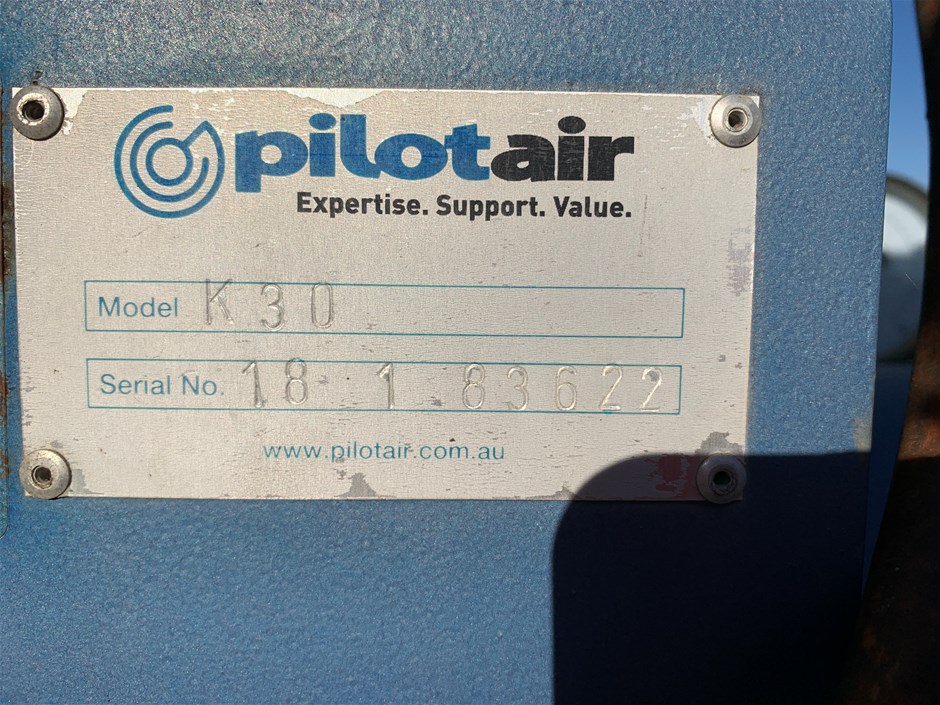 pilotair
Expertise. Support. Value.
Model K30
Serial No. 18 1 83622
www.pilotair.com.au